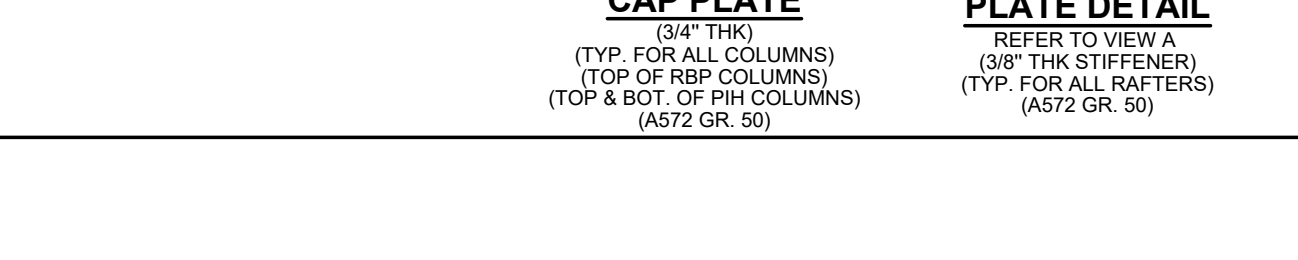 CAP PLATE
(3/4" THK)
(TYP. FOR ALL COLUMNS)
(TOP OF RBP COLUMNS)
(TOP & BOT. OF PIH COLUMNS)
(A572 GR. 50)
PLATE DETAIL
REFER TO VIEW A
(3/8" THK STIFFENER)
(TYP. FOR ALL RAFTERS)
(A572 GR. 50)